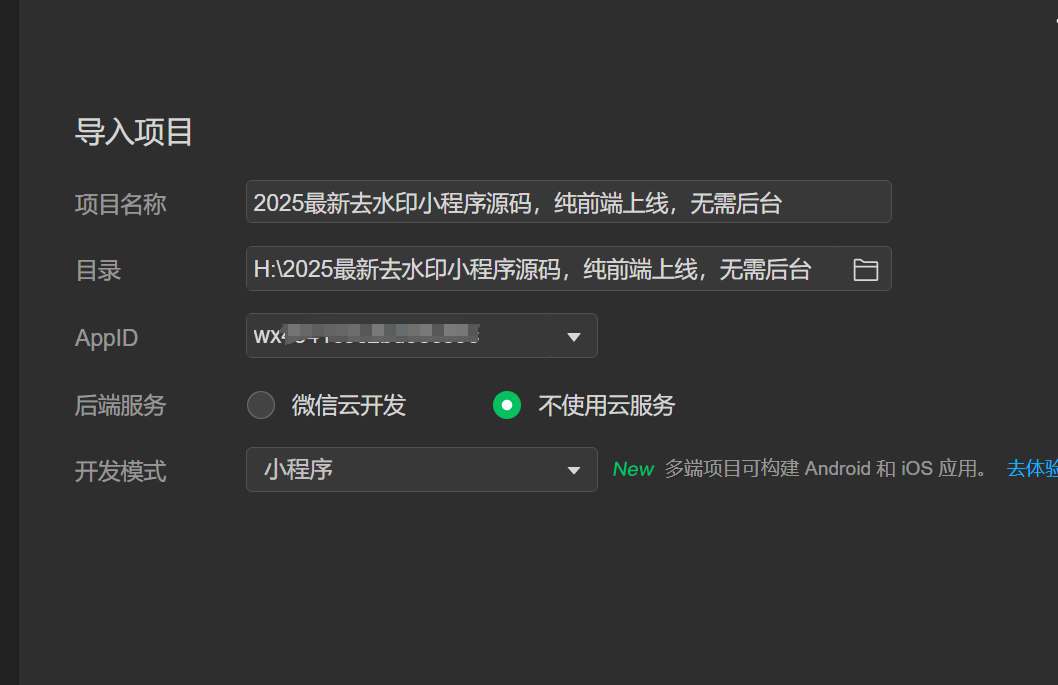 导入项目
项目名称 2025最新去水印小程序源码，纯前端上线，无需后台
目录 H:\2025最新去水印小程序源码，纯前端上线，无需后台
AppID wx
后端服务 微信云开发 不使用云服务
开发模式 小程序 New 多端项目可构建 Android 和 iOS 应用。 去体验